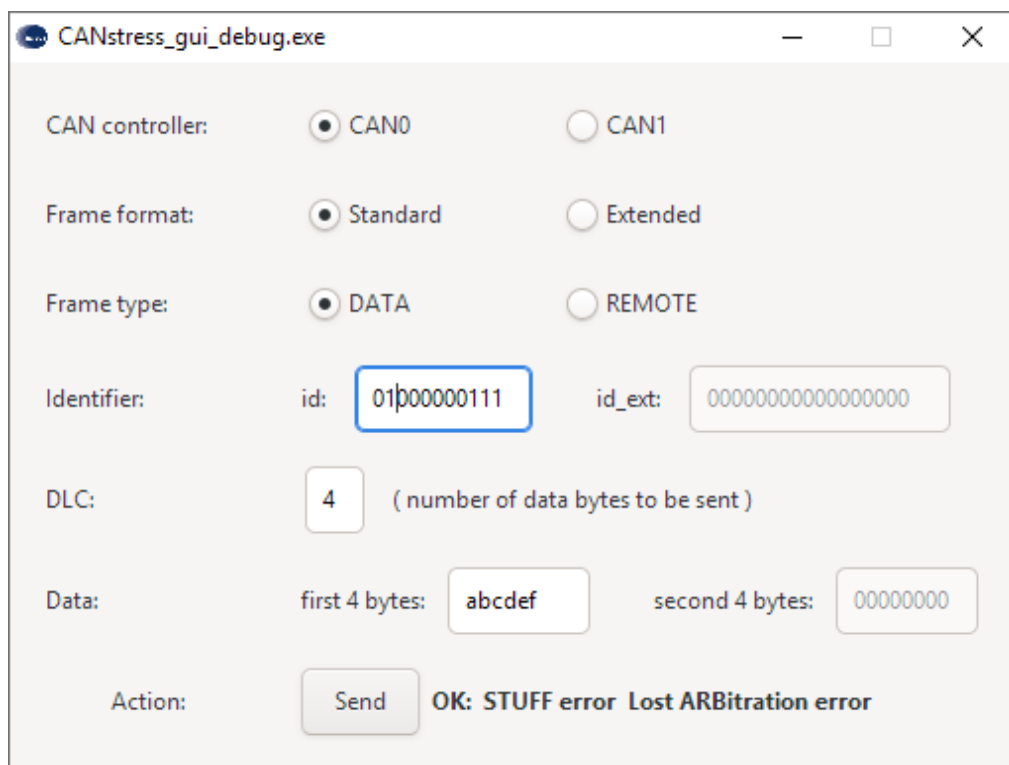 CANstress_gui_debug.exe
CAN controller: CAN0 CAN1
Frame format: Standard Extended
Frame type: DATA REMOTE
Identifier: id: 01000000111 id_ext: 000000000000000000
DLC: 4 ( number of data bytes to be sent )
Data: first 4 bytes: abcdef second 4 bytes: 00000000
Action: Send OK: STUFF error Lost ARBitration error